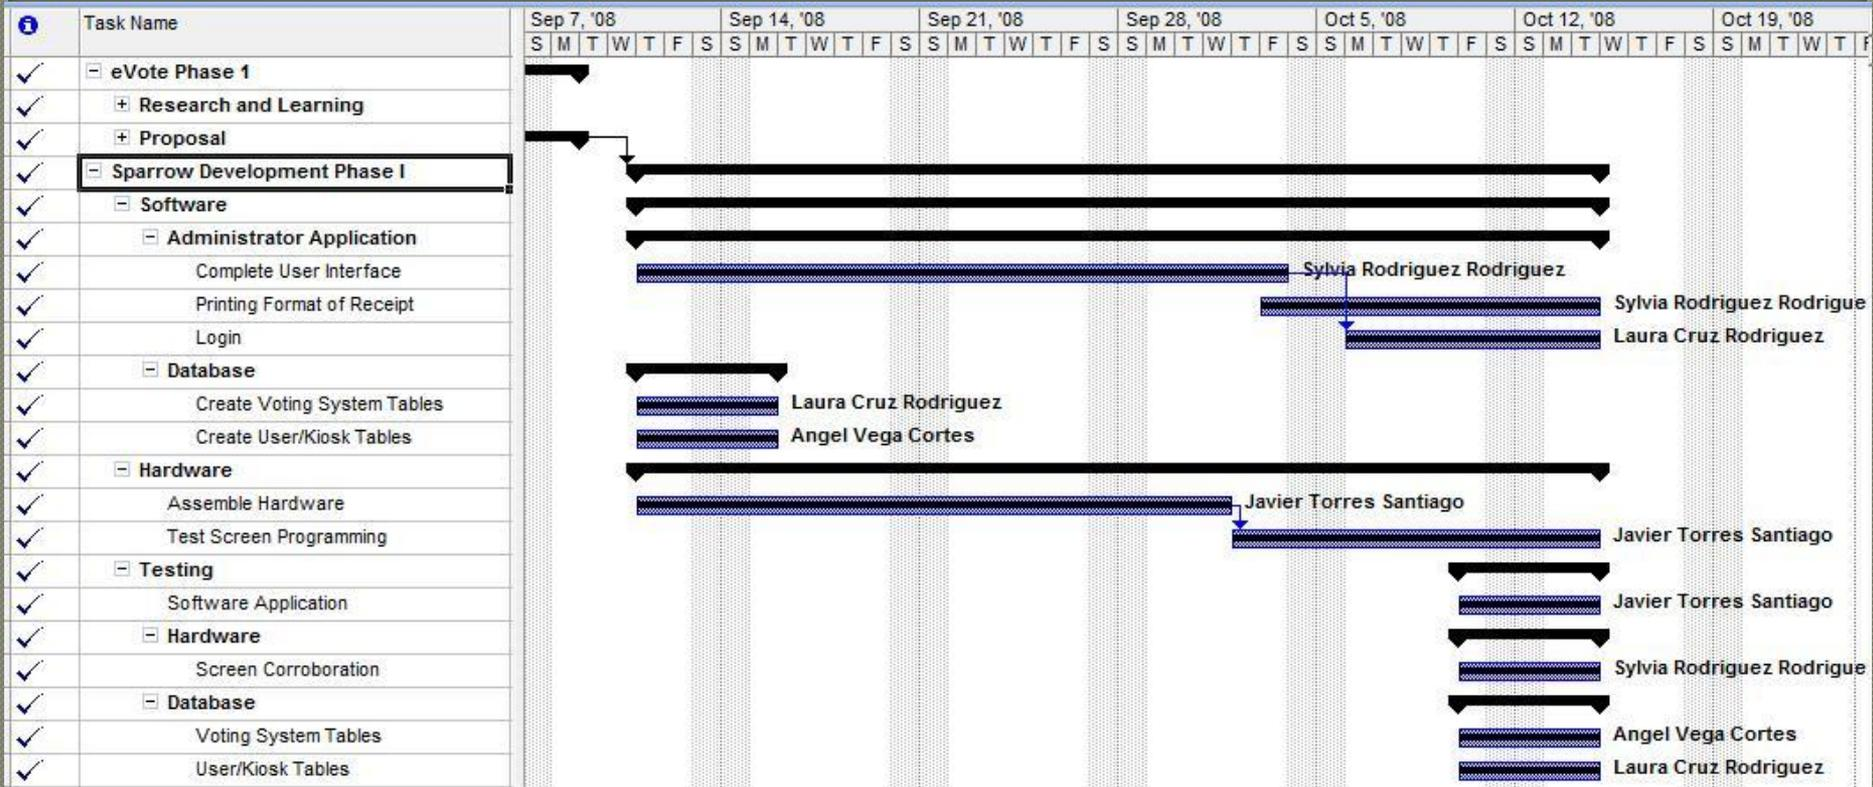 Task Name
Sep 7, '08 Sep 14, '08 Sep 21, '08 Sep 28, '08 Oct 5, '08 Oct 12, '08 Oct 19, '08
S M T W T F S S M T W T F S S M T W T F S S M T W T F S S M T W T F S S M T W T F S S M T W T F
eVote Phase 1
Research and Learning
Proposal
Sparrow Development Phase I
Software
Administrator Application
Complete User Interface Sylvia Rodriguez Rodriguez
Printing Format of Receipt Sylvia Rodriguez Rodrigue
Login Laura Cruz Rodriguez
Database
Create Voting System Tables Laura Cruz Rodriguez
Create User/Kiosk Tables Angel Vega Cortes
Hardware
Assemble Hardware Javier Torres Santiago
Test Screen Programming Javier Torres Santiago
Testing
Software Application Javier Torres Santiago
Hardware
Screen Corroboration Sylvia Rodriguez Rodrigue
Database
Voting System Tables Angel Vega Cortes
User/Kiosk Tables Laura Cruz Rodriguez